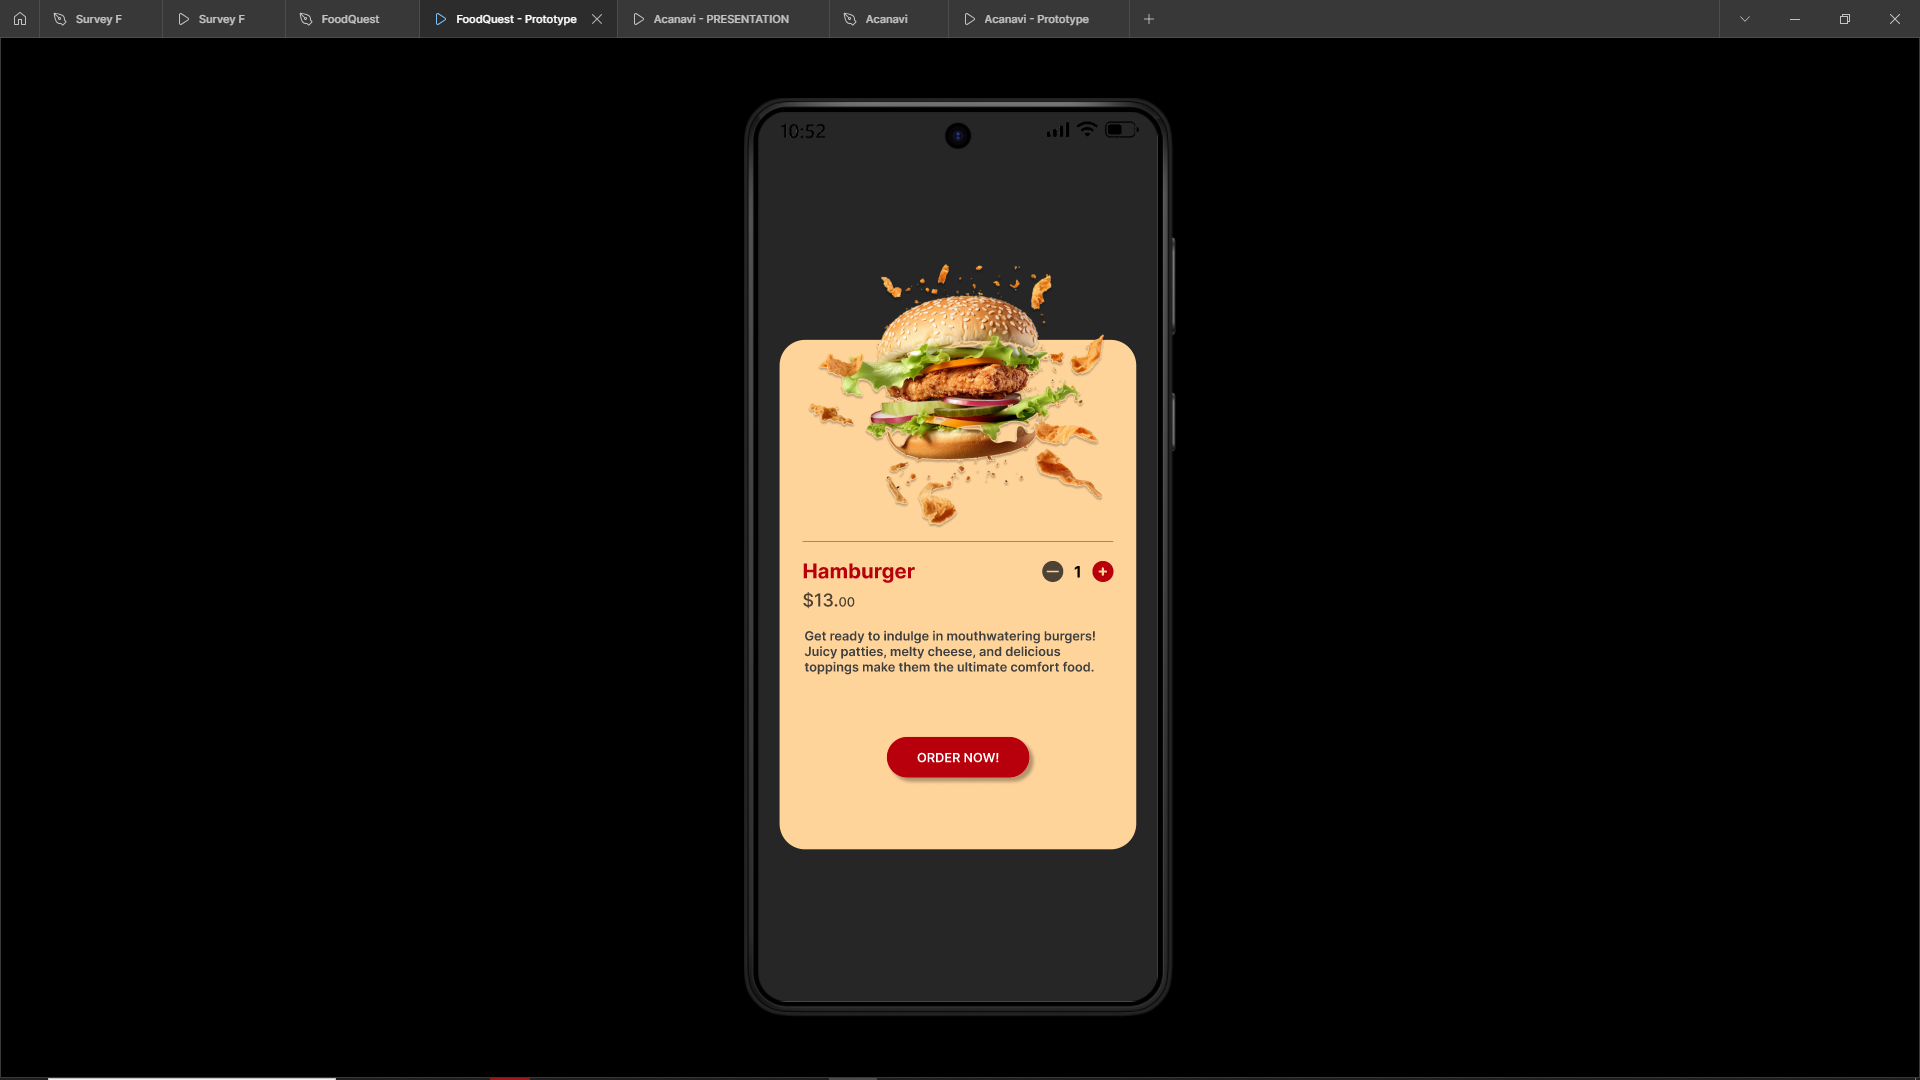 Survey F
Survey F
FoodQuest
FoodQuest - Prototype
Acanavi - PRESENTATION
Acanavi
Acanavi - Prototype
10:52
Hamburger
1
$13.00
Get ready to indulge in mouthwatering burgers!
Juicy patties, melty cheese, and delicious
toppings make them the ultimate comfort food.
ORDER NOW!